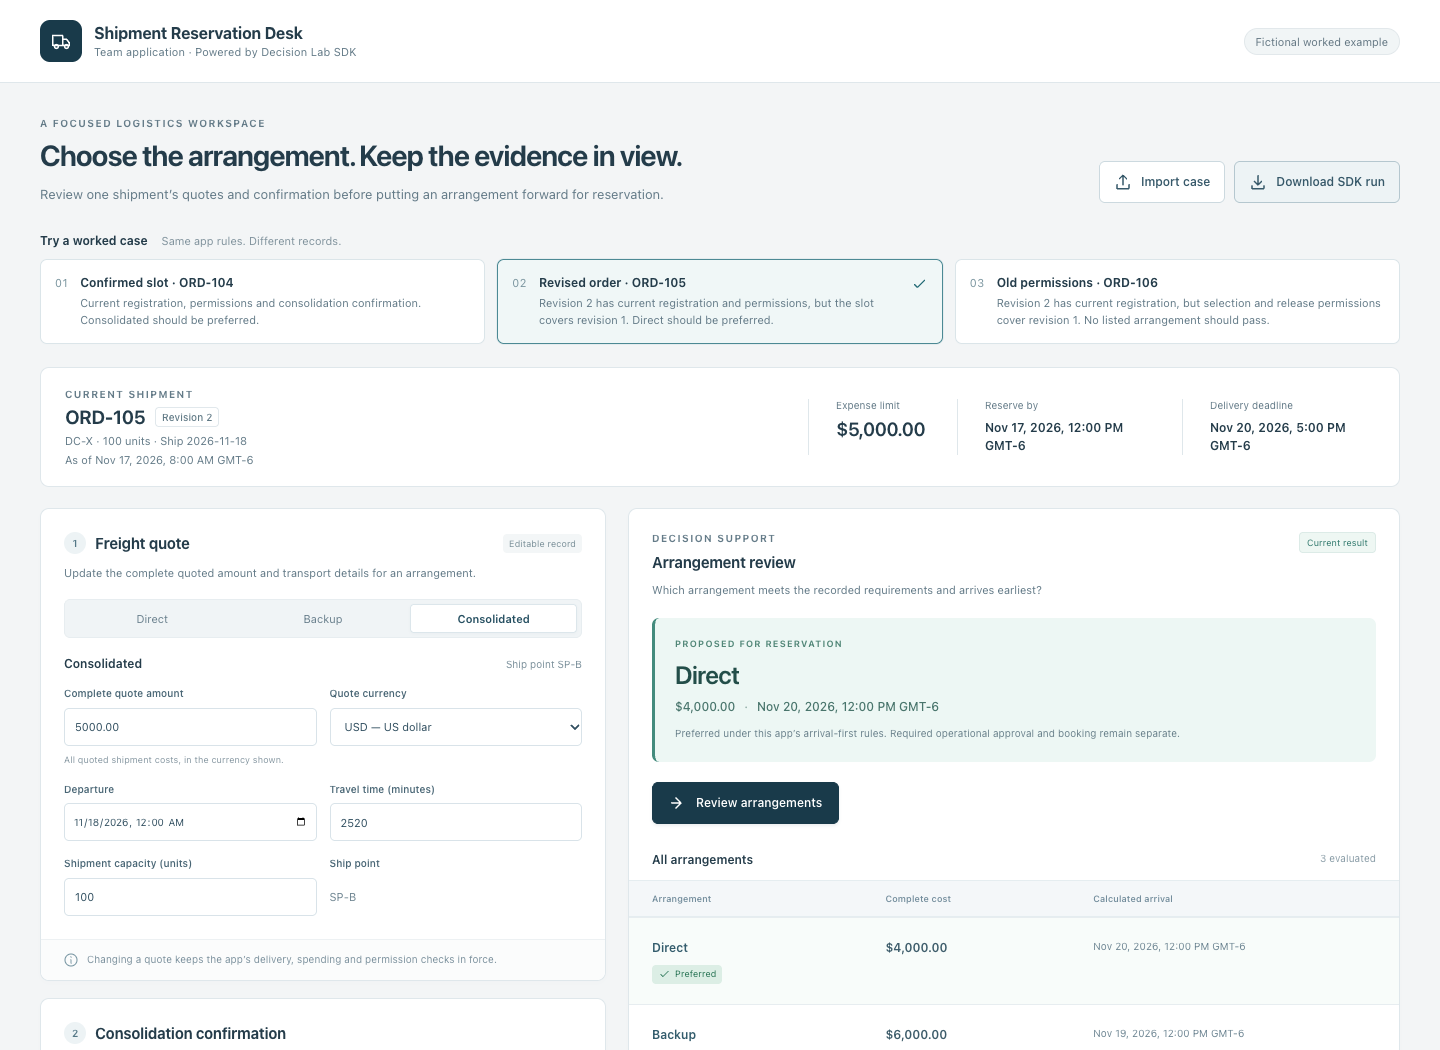 Shipment Reservation Desk
Team application · Powered by Decision Lab SDK
Fictional worked example
A FOCUSED LOGISTICS WORKSPACE
Choose the arrangement. Keep the evidence in view.
Review one shipment's quotes and confirmation before putting an arrangement forward for reservation.
Import case
Download SDK run
Try a worked case
Same app rules. Different records.
01
Confirmed slot · ORD-104
Current registration, permissions and consolidation confirmation.
Consolidated should be preferred.
02
Revised order · ORD-105
Revision 2 has current registration and permissions, but the slot
covers revision 1. Direct should be preferred.
03
Old permissions · ORD-106
Revision 2 has current registration, but selection and release permissions
cover revision 1. No listed arrangement should pass.
CURRENT SHIPMENT
ORD-105
Revision 2
DC-X · 100 units · Ship 2026-11-18
As of Nov 17, 2026, 8:00 AM GMT-6
Expense limit
$5,000.00
Reserve by
Nov 17, 2026, 12:00 PM
GMT-6
Delivery deadline
Nov 20, 2026, 5:00 PM
GMT-6
1
Freight quote
Editable record
Update the complete quoted amount and transport details for an arrangement.
Direct
Backup
Consolidated
Consolidated
Ship point SP-B
Complete quote amount
Quote currency
5000.00
USD — US dollar
All quoted shipment costs, in the currency shown.
Departure
Travel time (minutes)
11/18/2026, 12:00 AM
2520
Shipment capacity (units)
Ship point
100
SP-B
Changing a quote keeps the app's delivery, spending and permission checks in force.
2
Consolidation confirmation
DECISION SUPPORT
Current result
Arrangement review
Which arrangement meets the recorded requirements and arrives earliest?
PROPOSED FOR RESERVATION
Direct
$4,000.00 · Nov 20, 2026, 12:00 PM GMT-6
Preferred under this app's arrival-first rules. Required operational approval and booking remain separate.
Review arrangements
All arrangements
3 evaluated
Arrangement
Complete cost
Calculated arrival
Direct
$4,000.00
Nov 20, 2026, 12:00 PM GMT-6
Preferred
Backup
$6,000.00
Nov 19, 2026, 12:00 PM GMT-6